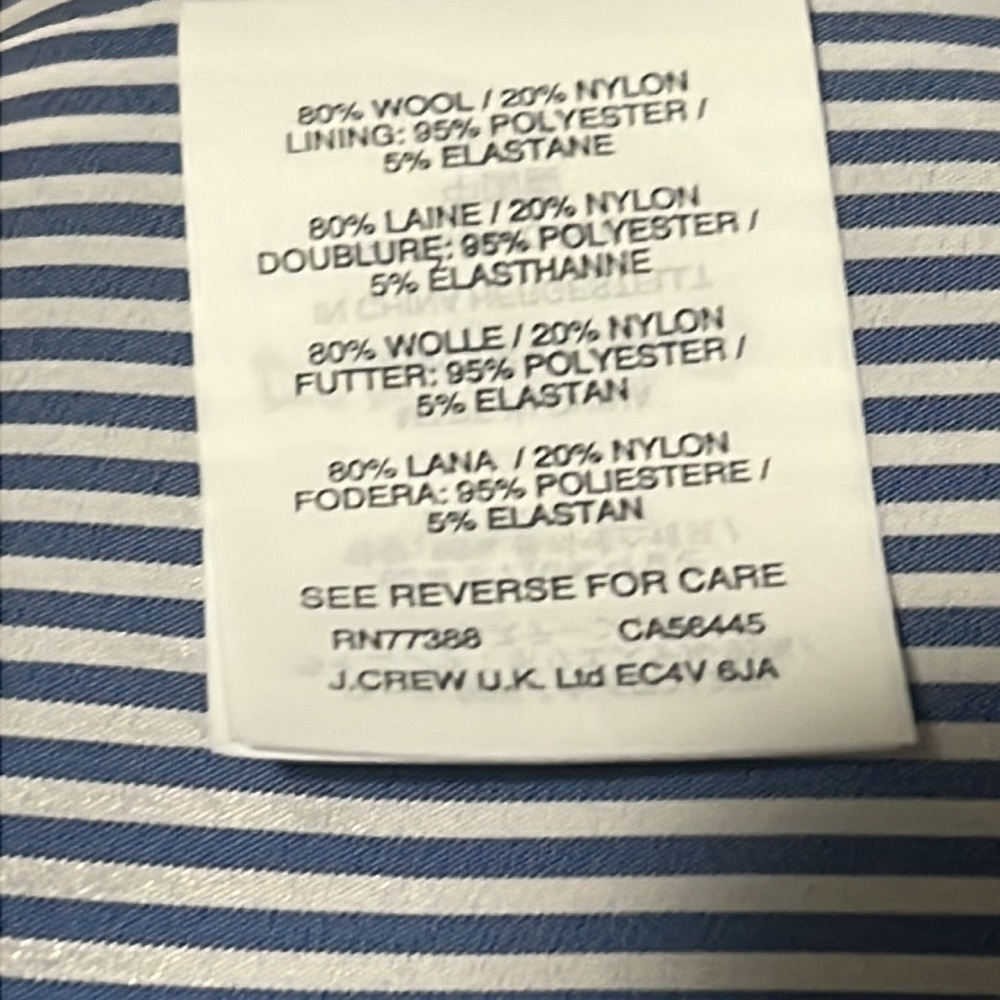 80% WOOL / 20% NYLON
LINING: 95% POLYESTER /
5% ELASTANE
80% LAINE / 20% NYLON
DOUBLURE: 95% POLYESTER /
5% ÉLASTHANNE
80% WOLLE / 20% NYLON
FUTTER: 95% POLYESTER /
5% ELASTAN
80% LANA / 20% NYLON
FODERA: 95% POLIESTERE /
5% ELASTAN
SEE REVERSE FOR CARE
RN77388 CA56445
J.CREW U.K. Ltd EC4V 6JA